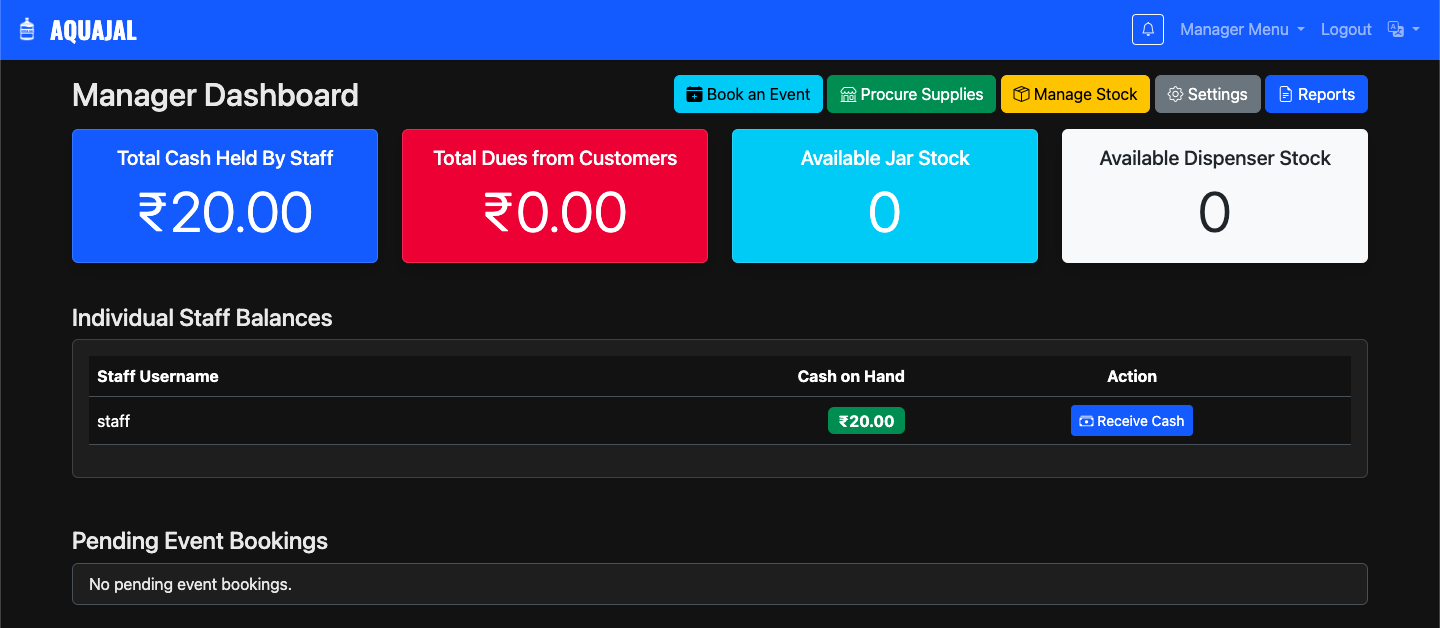 AQUAJAL
Manager Menu
Logout
Manager Dashboard
Book an Event
Procure Supplies
Manage Stock
Settings
Reports
Total Cash Held By Staff
₹20.00
Total Dues from Customers
₹0.00
Available Jar Stock
0
Available Dispenser Stock
0
Individual Staff Balances
Staff Username Cash on Hand Action
staff ₹20.00 Receive Cash
Pending Event Bookings
No pending event bookings.